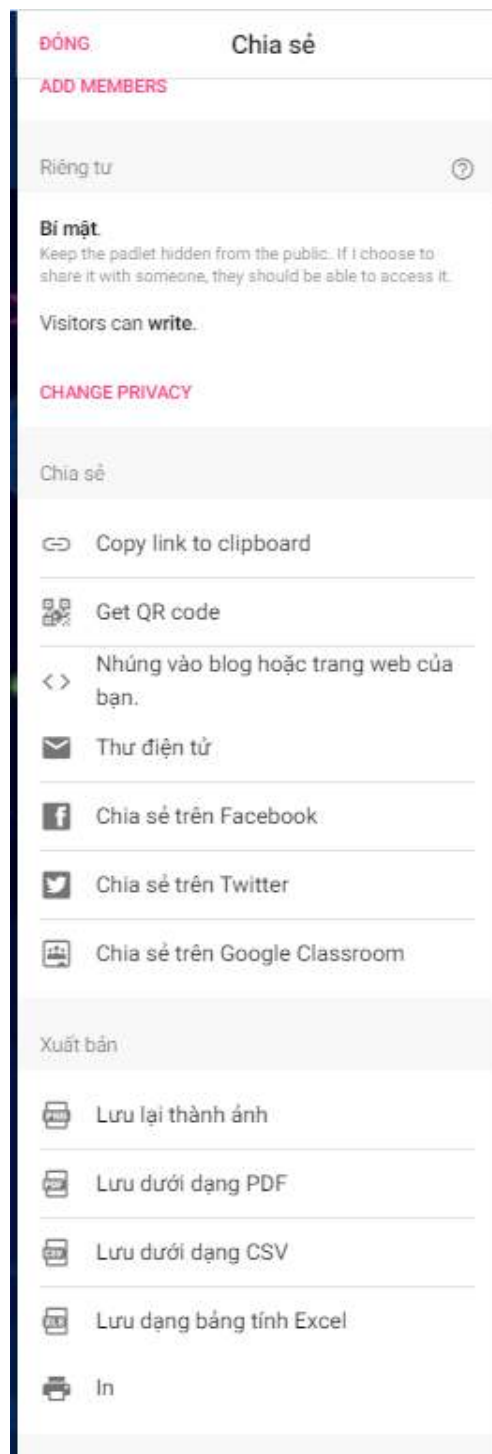 ĐÓNG Chia sẻ
ADD MEMBERS
Riêng tư
Bí mật.
Keep the padlet hidden from the public. If I choose to
share it with someone, they should be able to access it.
Visitors can write.
CHANGE PRIVACY
Chia sẻ
Copy link to clipboard
Get QR code
Nhúng vào blog hoặc trang web của
bạn.
Thư điện tử
Chia sẻ trên Facebook
Chia sẻ trên Twitter
Chia sẻ trên Google Classroom
Xuất bản
Lưu lại thành ảnh
Lưu dưới dạng PDF
Lưu dưới dạng CSV
Lưu dạng bảng tính Excel
In